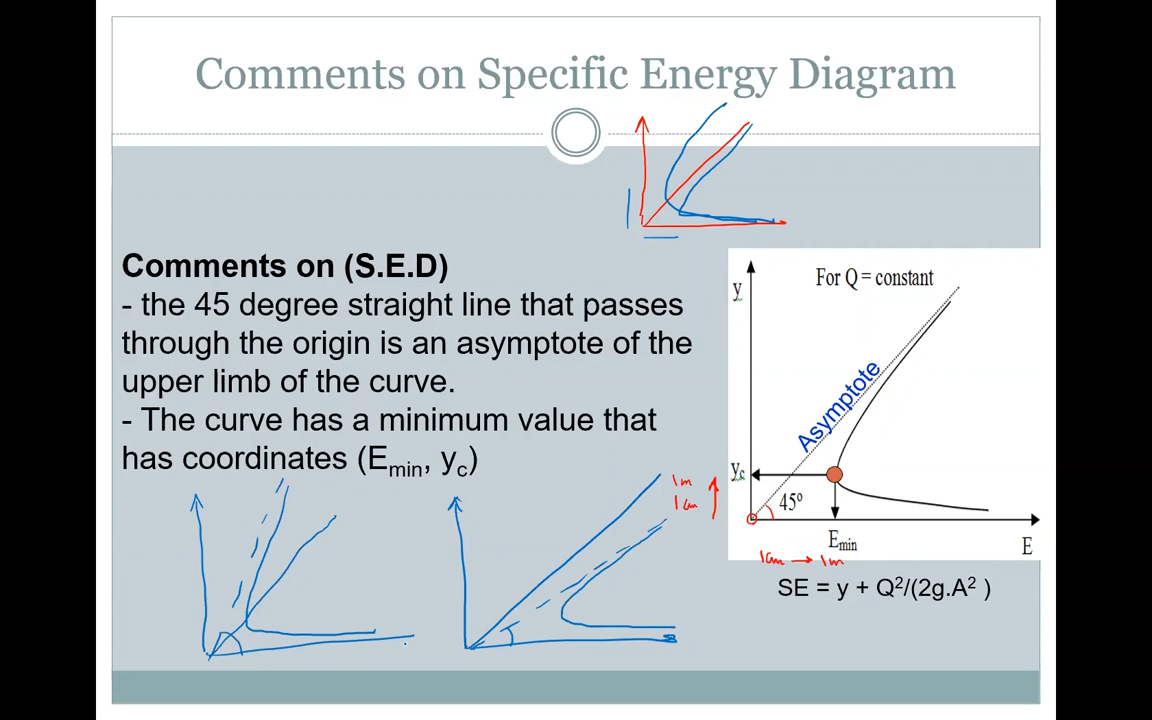 Comments on Specific Energy Diagram
Comments on (S.E.D)
- the 45 degree straight line that passes
through the origin is an asymptote of the
upper limb of the curve.
- The curve has a minimum value that
has coordinates (Emin, yc)
For Q = constant
y
Asymptote
yc
45º
Emin
E
1m
1cm
1cm → 1m
SE = y + Q²/(2g.A² )